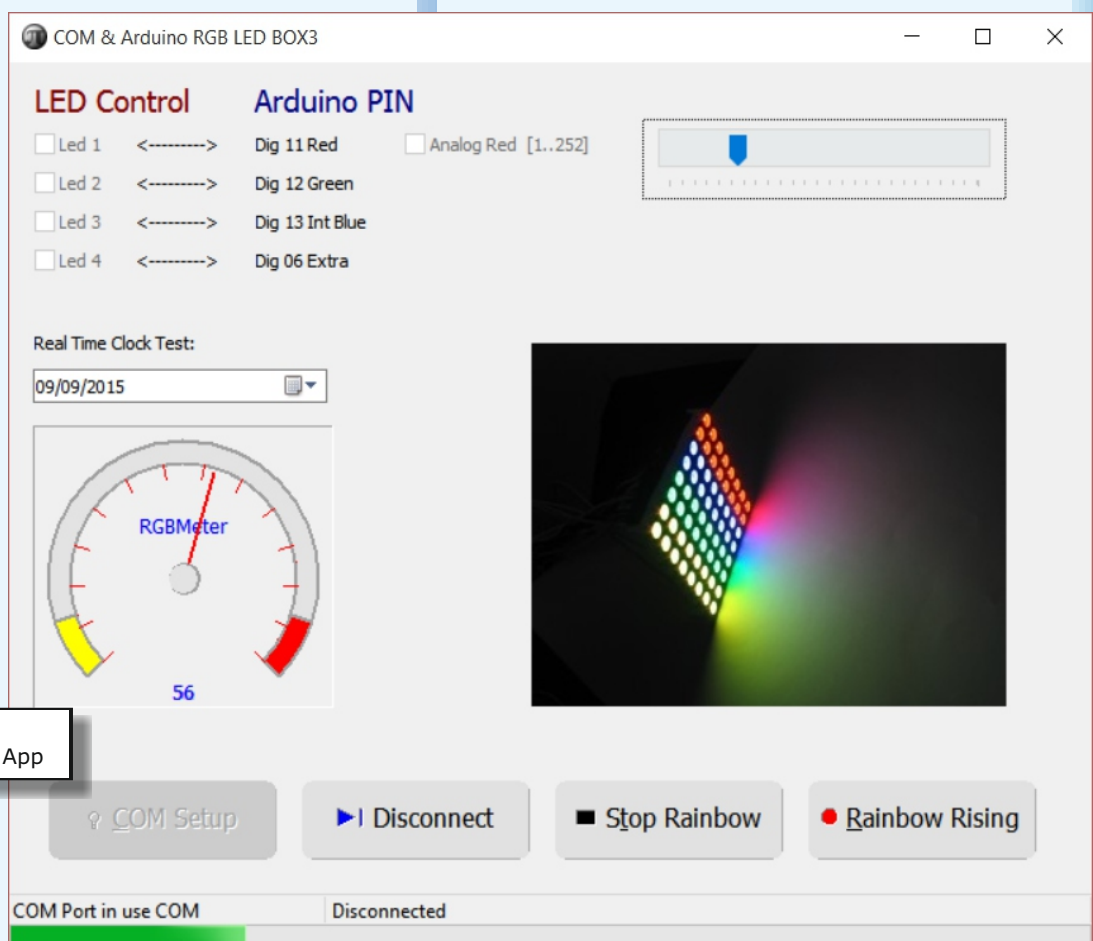 COM & Arduino RGB LED BOX3
LED Control Arduino PIN
Led 1 <---------> Dig 11 Red Analog Red [1..252]
Led 2 <---------> Dig 12 Green
Led 3 <---------> Dig 13 Int Blue
Led 4 <---------> Dig 06 Extra
Real Time Clock Test:
09/09/2015
RGBMeter
56
App
COM Setup Disconnect Stop Rainbow Rainbow Rising
COM Port in use COM Disconnected